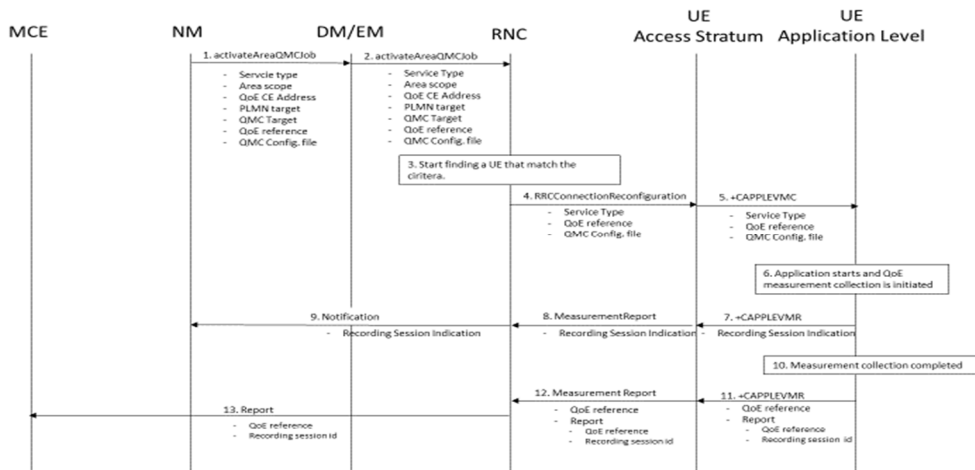 MCE
NM
DM/EM
RNC
UE
Access Stratum
UE
Application Level
1. activateAreaQMCJob
- Servcie type
- Area scope
- QoE CE Address
- PLMN target
- QMC Target
- QoE reference
- QMC Config. file
2. activateAreaQMCJob
- Service Type
- Area scope
- QoE CE Address
- PLMN target
- QMC Target
- QoE reference
- QMC Config. file
3. Start finding a UE that match the
ciritera.
4. RRCConnectionReconfiguration
- Service Type
- QoE reference
- QMC Config. file
5. +CAPPLEVMC
- Service Type
- QoE reference
- QMC Config. file
6. Application starts and QoE
measurement collection is initiated
9. Notification
- Recording Session Indication
8. MeasurementReport
- Recording Session Indication
7. +CAPPLEVMR
- Recording Session Indication
10. Measurement collection completed
12. Measurement Report
- QoE reference
- Report
- QoE reference
- Recording session id
11. +CAPPLEVMR
- QoE reference
- Report
- QoE reference
- Recording session id
13. Report
- QoE reference
- Recording session id